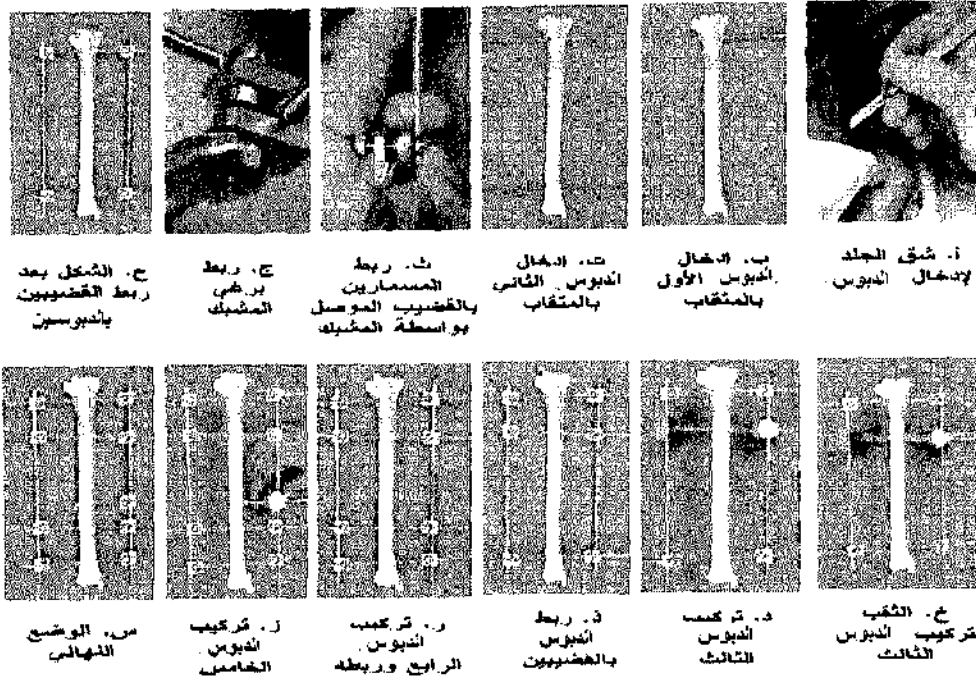 أ. شق الجلد
لإدخال الدبوس.
ب. إدخال
الدبوس الأول
بالمثقاب
ت. إدخال
الدبوس الثاني
بالمثقاب
ث. ربط
المسمارين
بالقضيب الموصل
بواسطة المشبك
ج. ربط
برغي
المشبك
ح. الشكل بعد
ربط القضيبين
بالدبوسين
خ. الثقب
تركيب الدبوس
الثالث
د. تركيب
الدبوس
الثالث
ذ. ربط
الدبوس
بالقضيبين
ر. تركيب
الدبوس
الرابع وربطه
ز. تركيب
الدبوس
الخامس
س. الوضع
النهائي